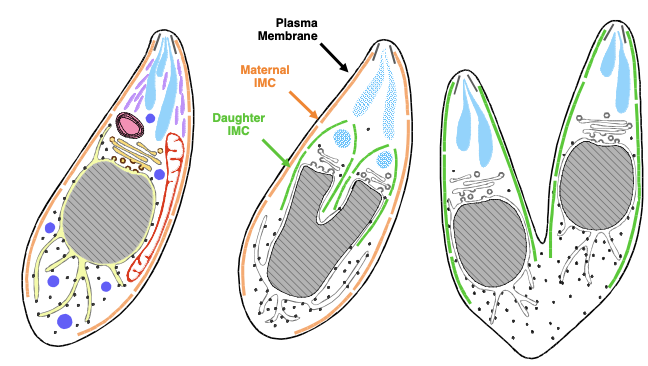 Plasma
Membrane
Maternal
IMC
Daughter
IMC